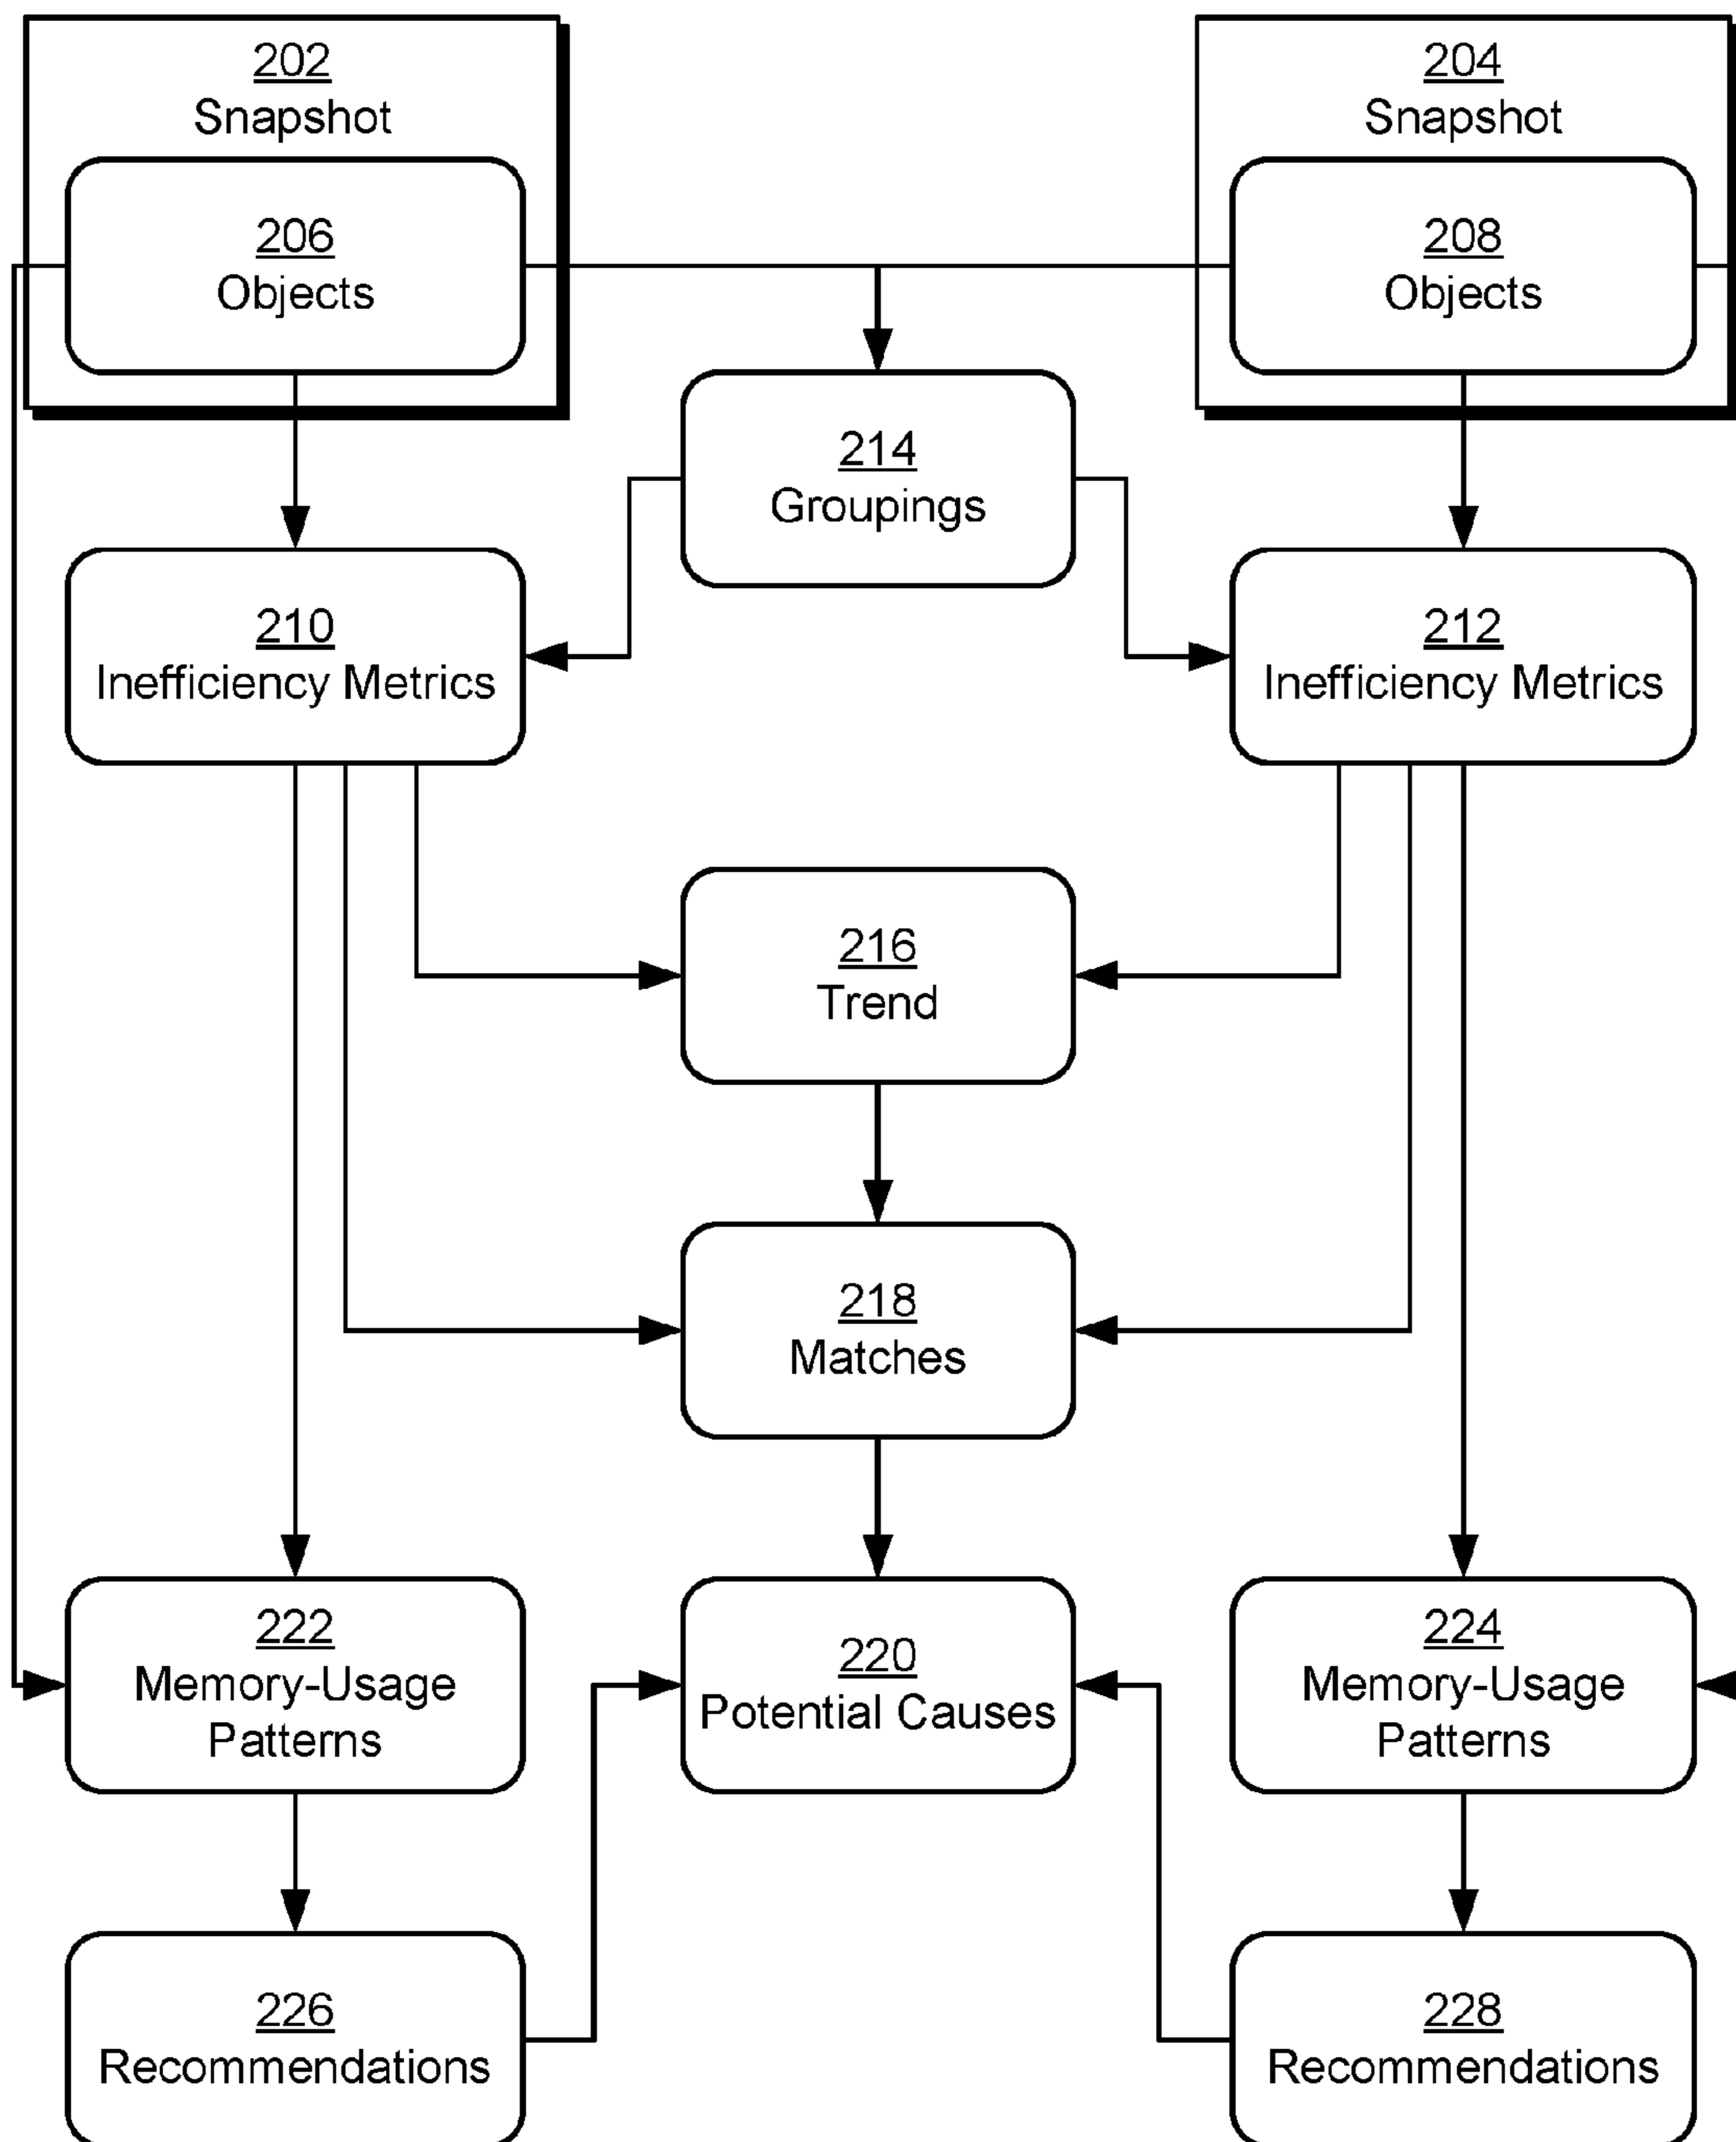 202
Snapshot
204
Snapshot
206
Objects
208
Objects
214
Groupings
210
Inefficiency Metrics
212
Inefficiency Metrics
216
Trend
218
Matches
222
Memory-Usage
Patterns
220
Potential Causes
224
Memory-Usage
Patterns
226
Recommendations
228
Recommendations